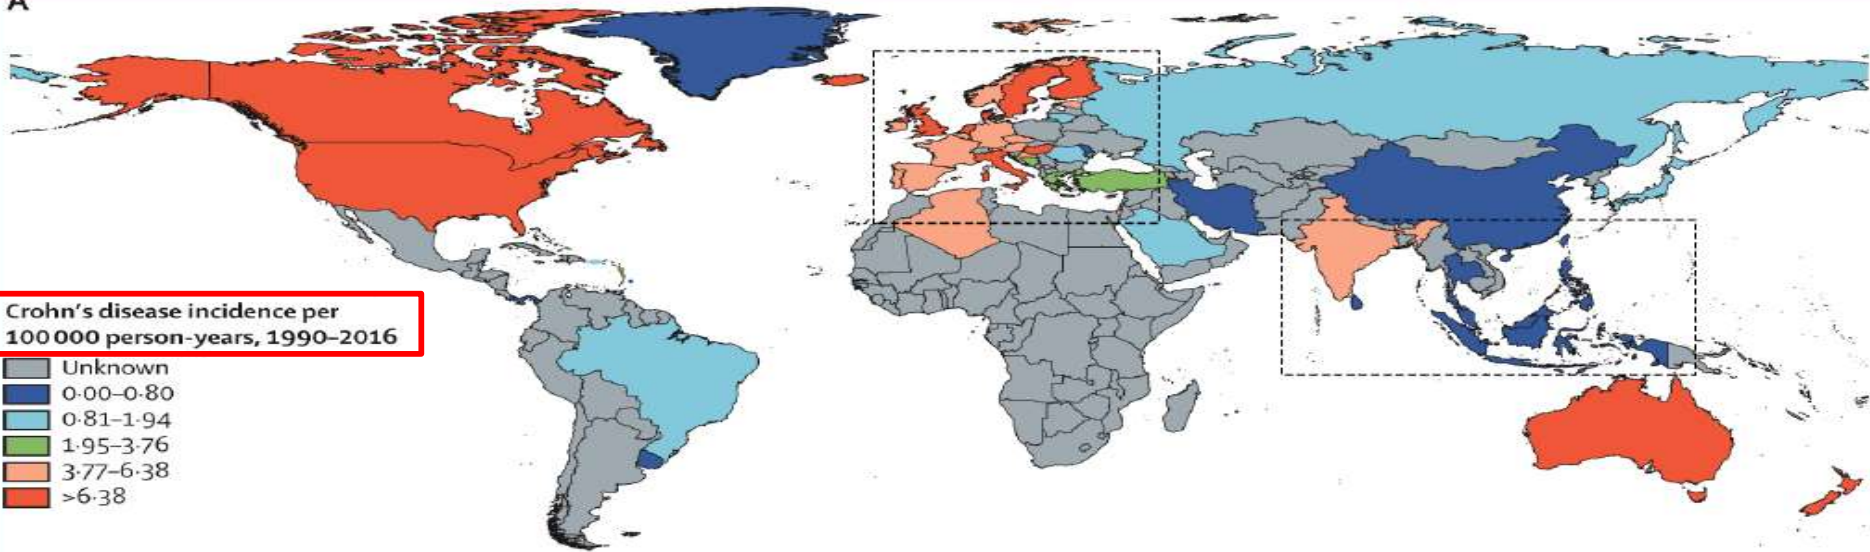 A
Crohn's disease incidence per
100 000 person-years, 1990–2016
Unknown
0·00–0·80
0·81–1·94
1·95–3·76
3·77–6·38
>6·38